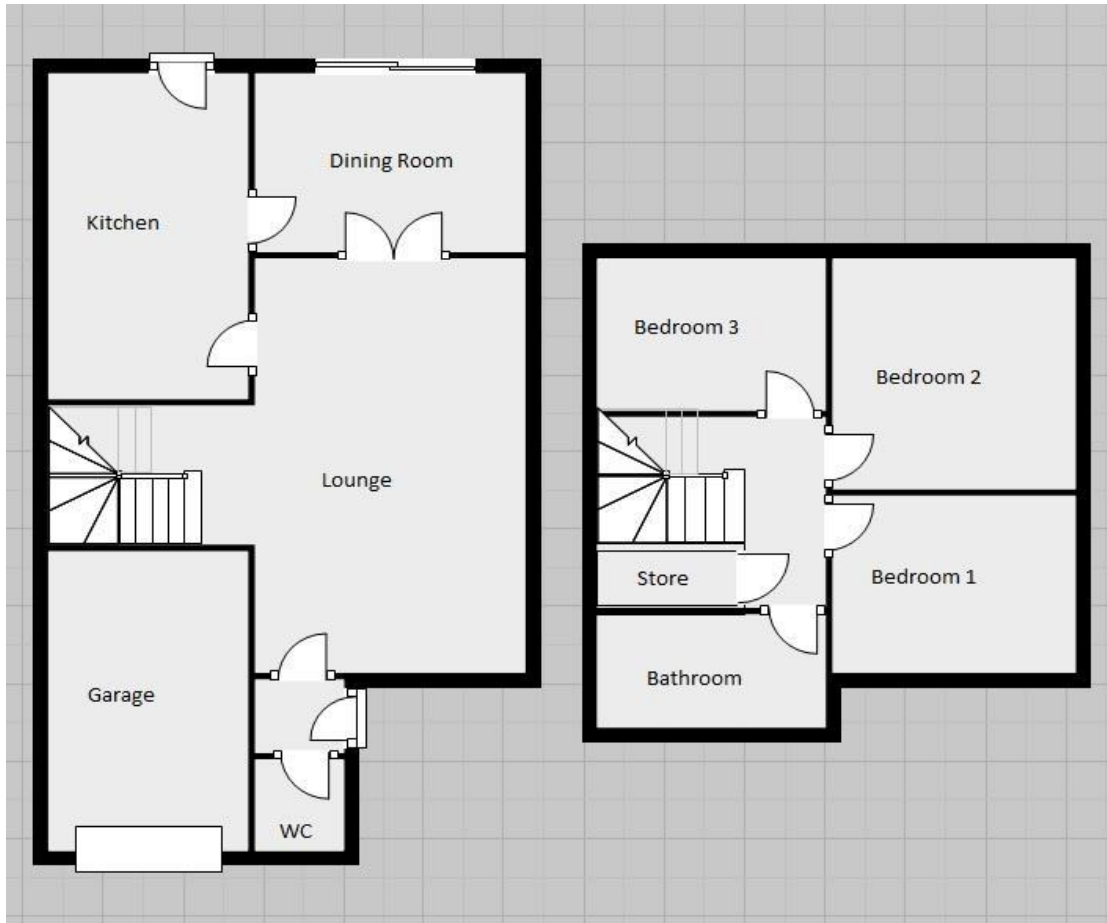 Dining Room
Kitchen
Lounge
Garage
WC
Bedroom 3
Bedroom 2
Store
Bedroom 1
Bathroom